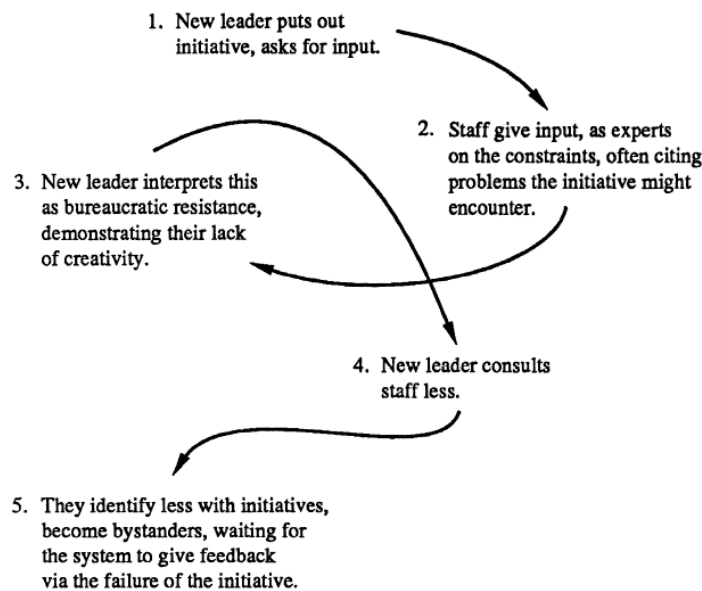 1. New leader puts out
initiative, asks for input.
2. Staff give input, as experts
on the constraints, often citing
problems the initiative might
encounter.
3. New leader interprets this
as bureaucratic resistance,
demonstrating their lack
of creativity.
4. New leader consults
staff less.
5. They identify less with initiatives,
become bystanders, waiting for
the system to give feedback
via the failure of the initiative.